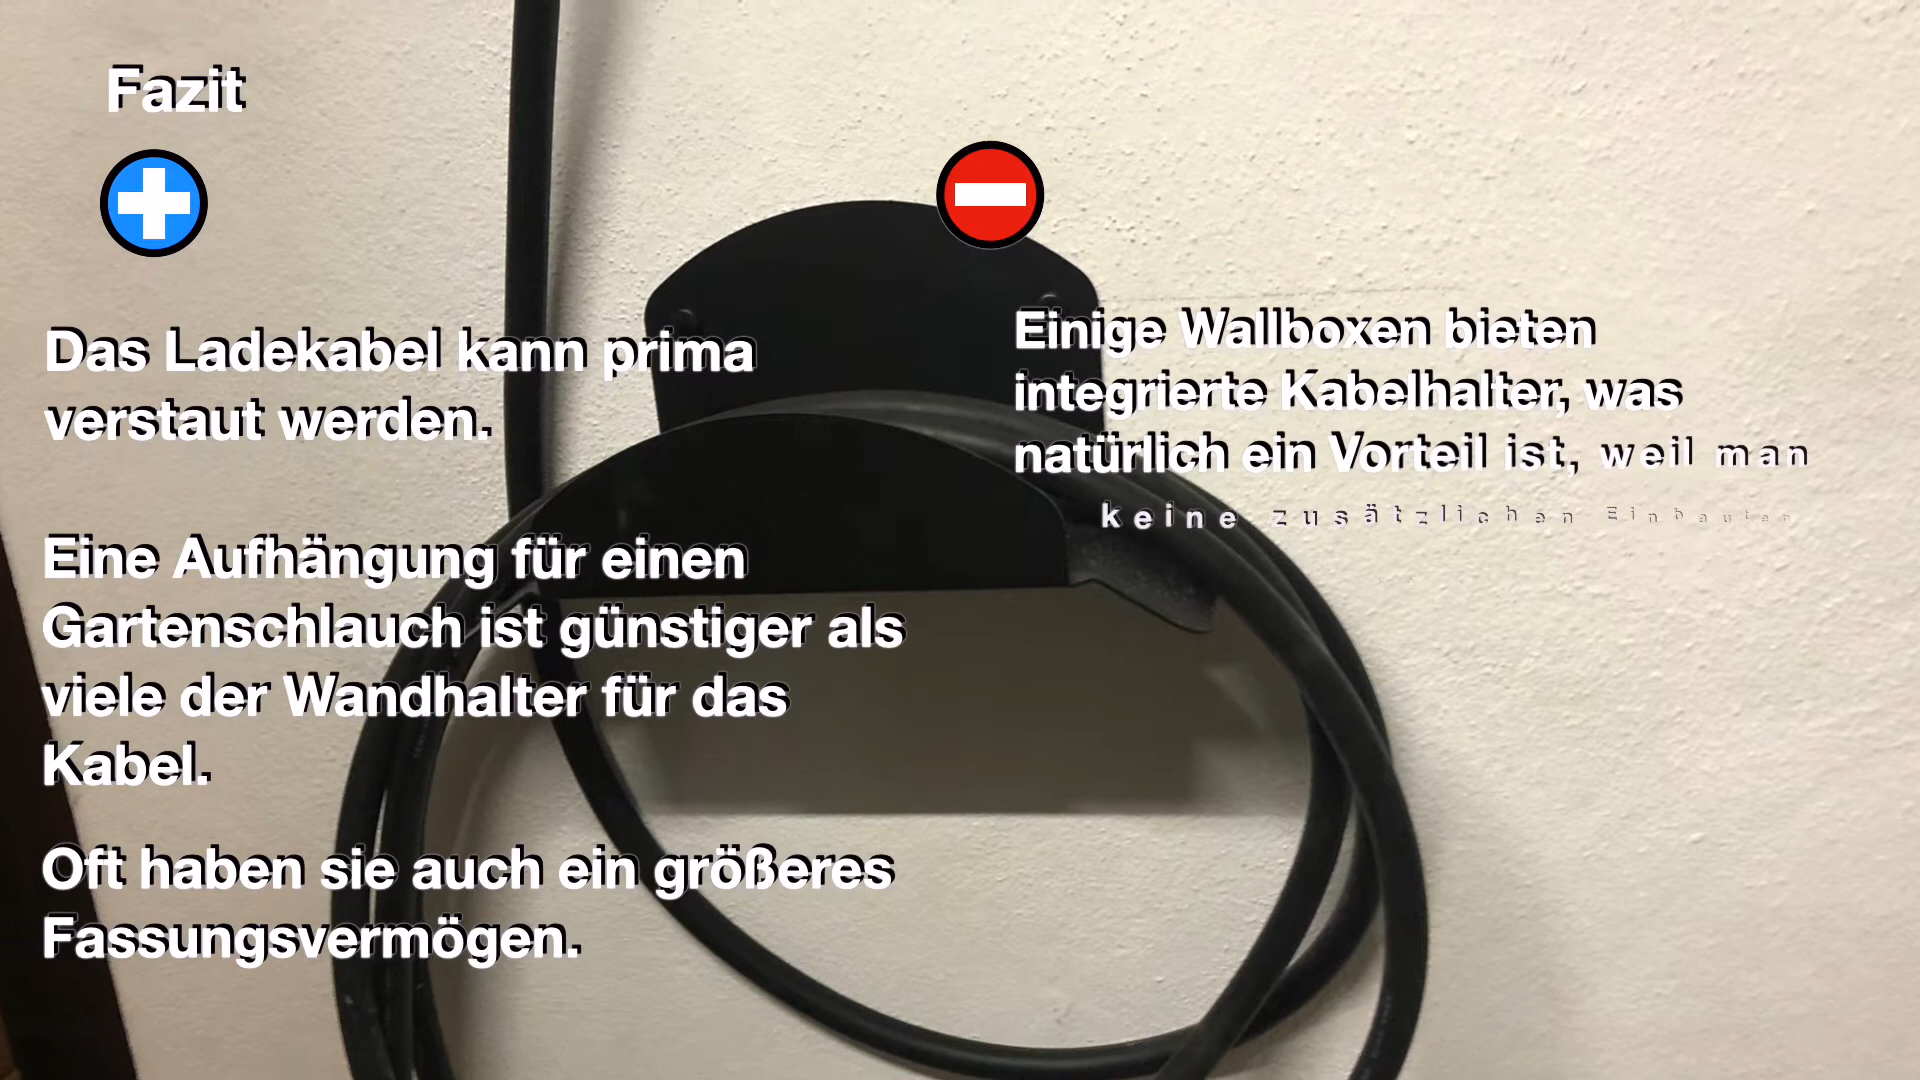 Fazit
Das Ladekabel kann prima
verstaut werden.
Eine Aufhängung für einen
Gartenschlauch ist günstiger als
viele der Wandhalter für das
Kabel.
Oft haben sie auch ein größeres
Fassungsvermögen.
Einige Wallboxen bieten
integrierte Kabelhalter, was
natürlich ein Vorteil ist, weil man
keine zusätzlichen Einbauten